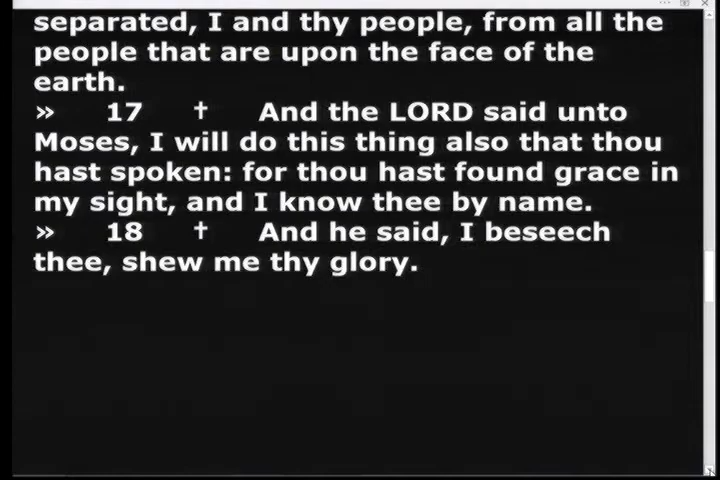 separated, I and thy people, from all the
people that are upon the face of the
earth.
» 17 † And the LORD said unto
Moses, I will do this thing also that thou
hast spoken: for thou hast found grace in
my sight, and I know thee by name.
» 18 † And he said, I beseech
thee, shew me thy glory.